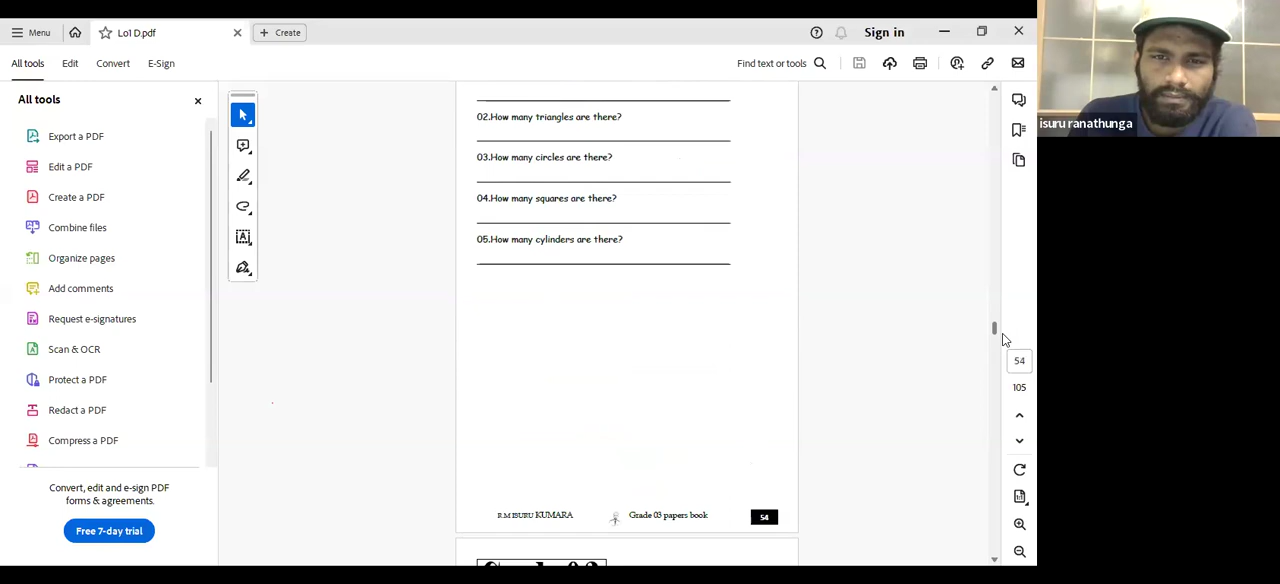 Menu
Lo1 D.pdf
Create
Sign in
All tools
Edit
Convert
E-Sign
Find text or tools
All tools
Export a PDF
Edit a PDF
Create a PDF
Combine files
Organize pages
Add comments
Request e-signatures
Scan & OCR
Protect a PDF
Redact a PDF
Compress a PDF
Convert, edit and e-sign PDF
forms & agreements.
Free 7-day trial
02.How many triangles are there?
03.How many circles are there?
04.How many squares are there?
05.How many cylinders are there?
R.M ISURU KUMARA
Grade 03 papers book
54
54
105
isuru ranathunga